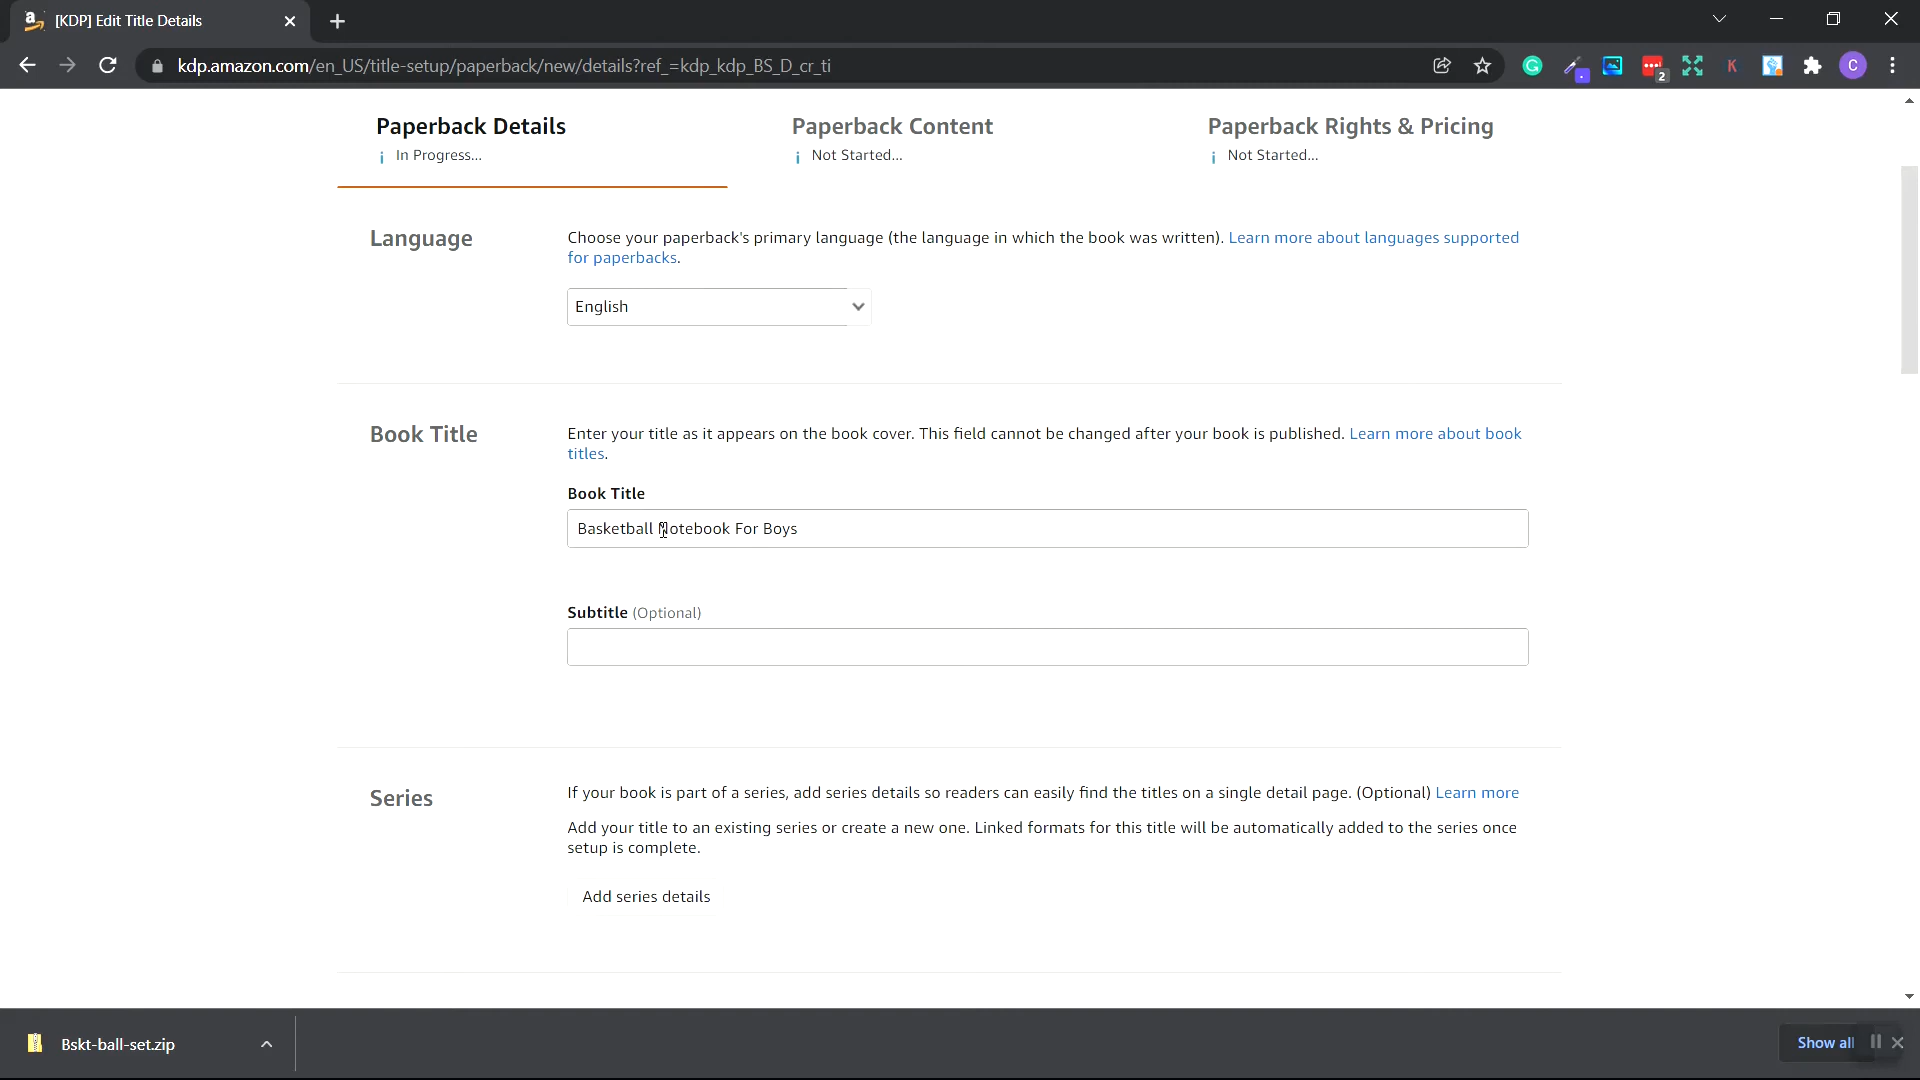 [KDP] Edit Title Details
kdp.amazon.com/en_US/title-setup/paperback/new/details?ref_=kdp_kdp_BS_D_cr_ti
2
K
C
Paperback Details
In Progress...
Paperback Content
Not Started...
Paperback Rights & Pricing
Not Started...
Language
Choose your paperback's primary language (the language in which the book was written). Learn more about languages supported
for paperbacks.
English
Book Title
Enter your title as it appears on the book cover. This field cannot be changed after your book is published. Learn more about book
titles.
Book Title
Basketball Notebook For Boys
Subtitle (Optional)
Series
If your book is part of a series, add series details so readers can easily find the titles on a single detail page. (Optional) Learn more
Add your title to an existing series or create a new one. Linked formats for this title will be automatically added to the series once
setup is complete.
Add series details
Bskt-ball-set.zip
Show all